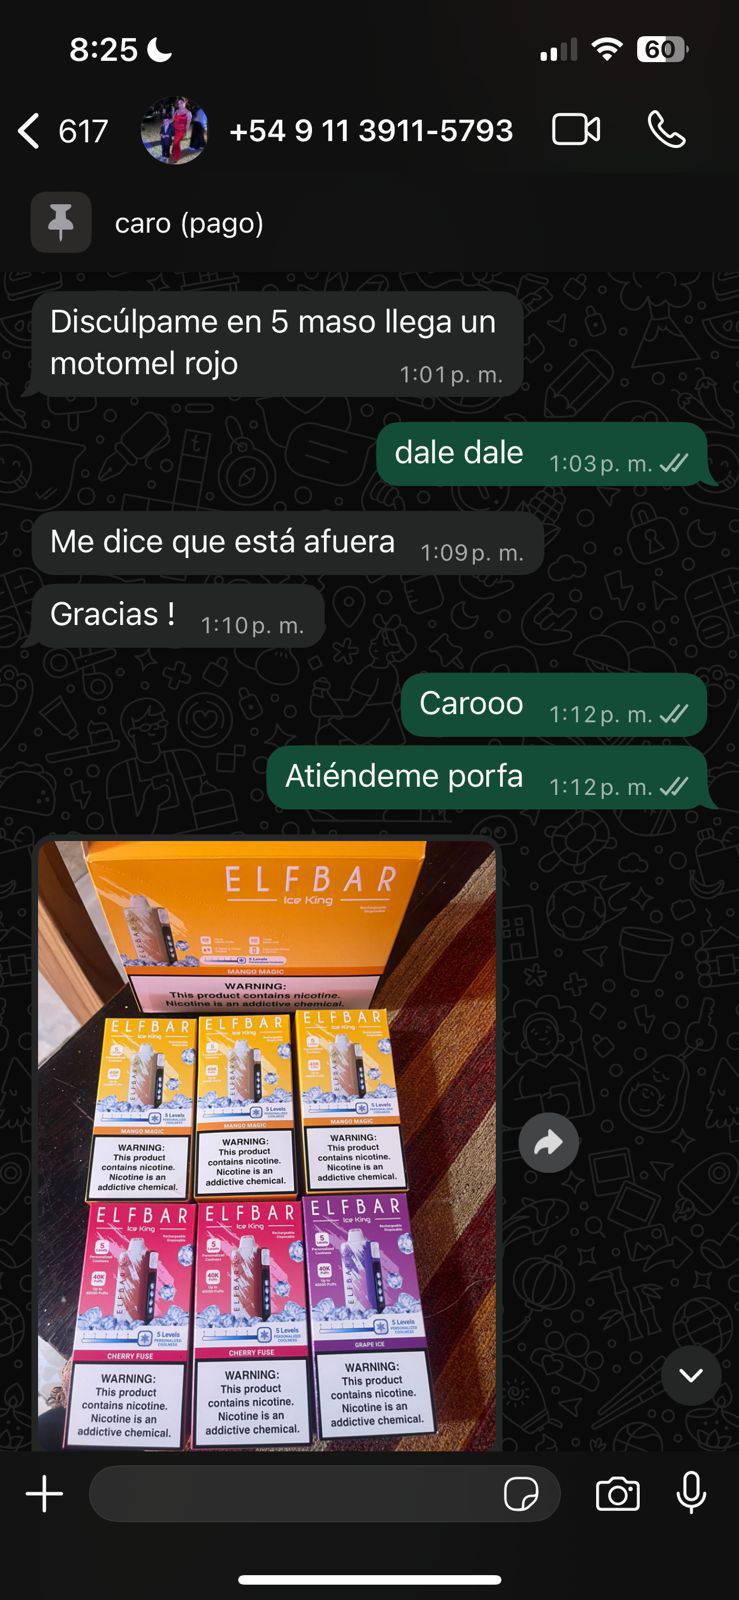 8:25
60
617
+54 9 11 3911-5793
caro (pago)
Discúlpame en 5 maso llega un
motomel rojo
1:01 p. m.
dale dale
1:03 p. m.
Me dice que está afuera
1:09 p. m.
Gracias !
1:10 p. m.
Carooo
1:12 p. m.
Atiéndeme porfa
1:12 p. m.
ELFBAR
Ice King
5 Levels
MANGO MAGIC
WARNING:
This product contains nicotine.
Nicotine is an addictive chemical.
ELFBAR
Ice King
5 Levels
MANGO MAGIC
WARNING:
This product
contains nicotine.
Nicotine is an
addictive chemical.
ELFBAR
Ice King
5 Levels
MANGO MAGIC
WARNING:
This product
contains nicotine.
Nicotine is an
addictive chemical.
ELFBAR
Ice King
5 Levels
MANGO MAGIC
WARNING:
This product
contains nicotine.
Nicotine is an
addictive chemical.
ELFBAR
Ice King
40K
5 Levels
CHERRY FUSE
WARNING:
This product
contains nicotine.
Nicotine is an
addictive chemical.
ELFBAR
Ice King
40K
5 Levels
CHERRY FUSE
WARNING:
This product
contains nicotine.
Nicotine is an
addictive chemical.
ELFBAR
Ice King
40K
5 Levels
GRAPE ICE
WARNING:
This product
contains nicotine.
Nicotine is an
addictive chemical.